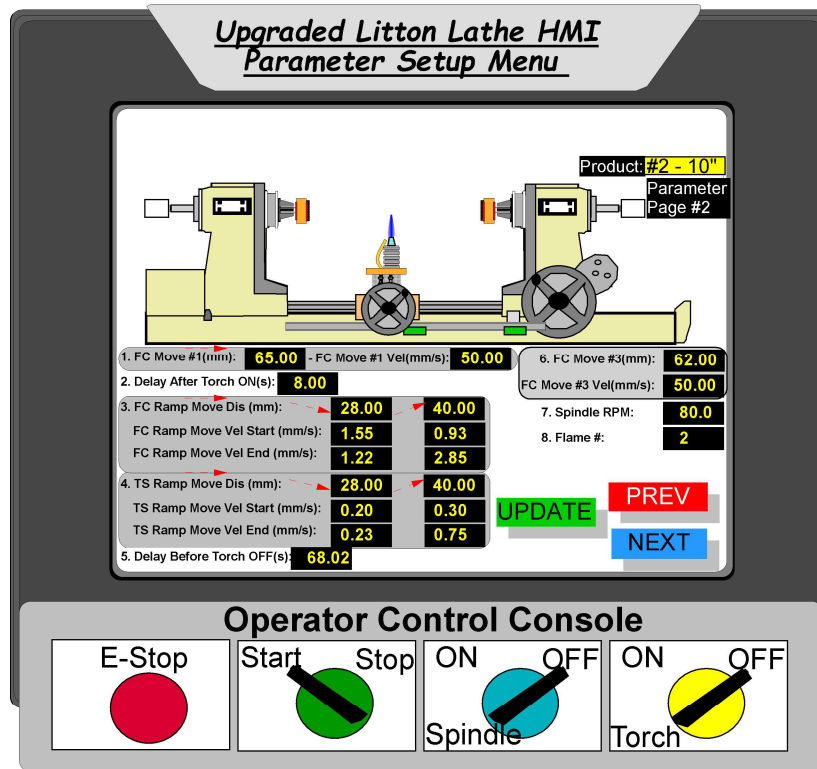 Upgraded Litton Lathe HMI
Parameter Setup Menu
Product: #2 - 10"
Parameter
Page #2
1. FC Move #1(mm): 65.00 - FC Move #1 Vel(mm/s): 50.00
2. Delay After Torch ON(s): 8.00
3. FC Ramp Move Dis (mm): 28.00 40.00
FC Ramp Move Vel Start (mm/s): 1.55 0.93
FC Ramp Move Vel End (mm/s): 1.22 2.85
4. TS Ramp Move Dis (mm): 28.00 40.00
TS Ramp Move Vel Start (mm/s): 0.20 0.30
TS Ramp Move Vel End (mm/s): 0.23 0.75
5. Delay Before Torch OFF(s): 68.02
6. FC Move #3(mm): 62.00
FC Move #3 Vel(mm/s): 50.00
7. Spindle RPM: 80.0
8. Flame #: 2
UPDATE
PREV
NEXT
Operator Control Console
E-Stop
Start Stop
ON OFF
Spindle
ON OFF
Torch